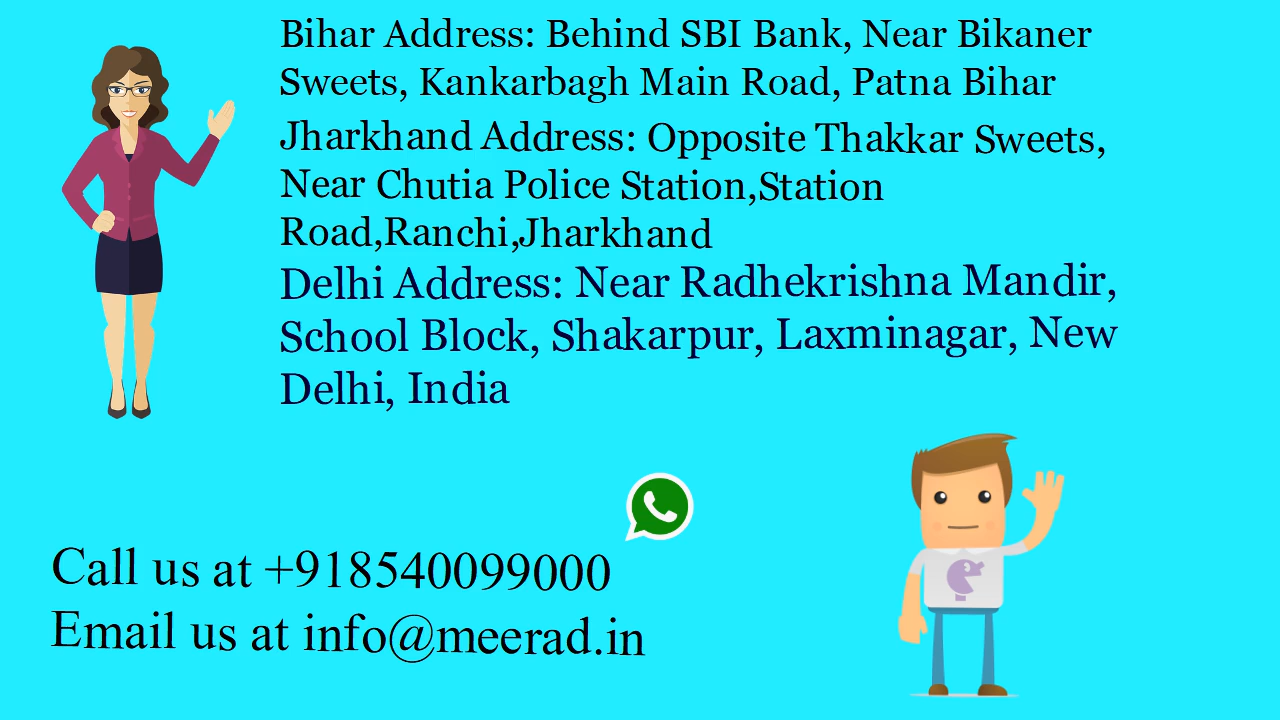 Bihar Address: Behind SBI Bank, Near Bikaner
Sweets, Kankarbagh Main Road, Patna Bihar
Jharkhand Address: Opposite Thakkar Sweets,
Near Chutia Police Station,Station
Road,Ranchi,Jharkhand
Delhi Address: Near Radhekrishna Mandir,
School Block, Shakarpur, Laxminagar, New
Delhi, India
Call us at +918540099000
Email us at info@meerad.in